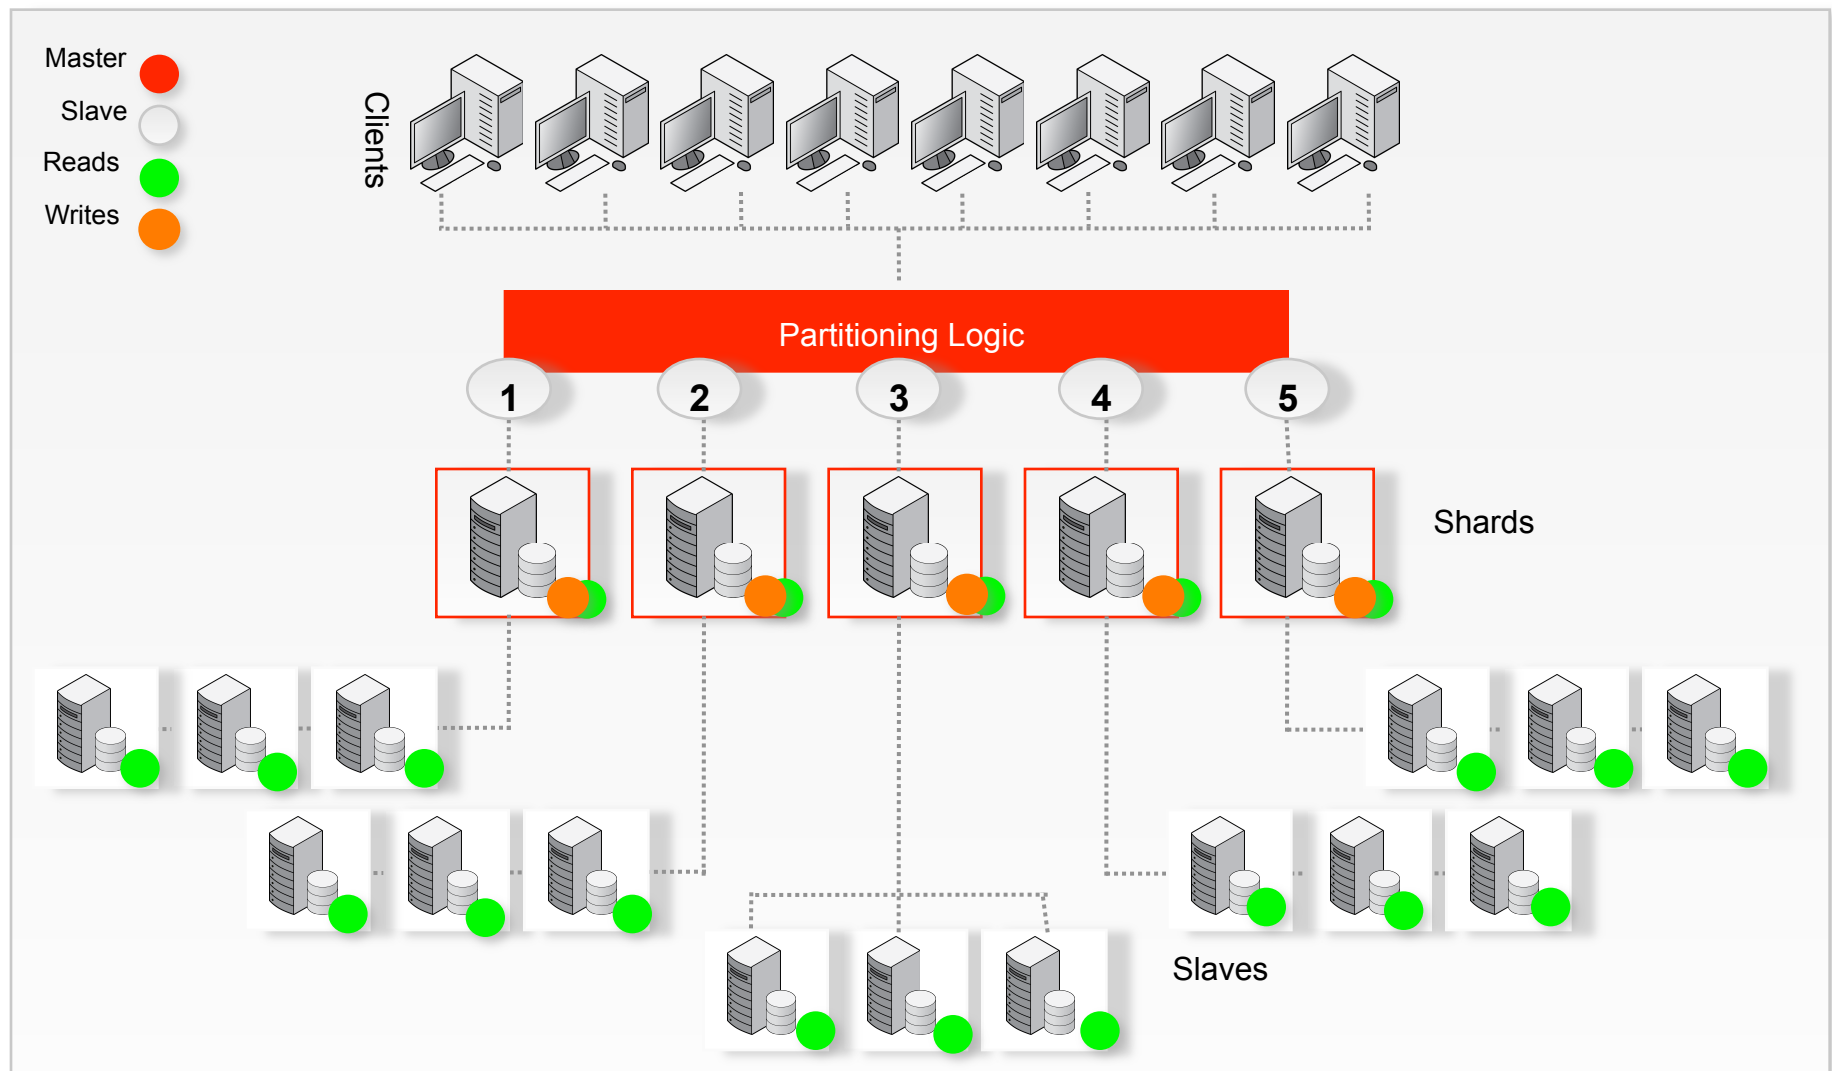 Master
Slave
Reads
Writes
Clients
Partitioning Logic
1 2 3 4 5
Shards
Slaves